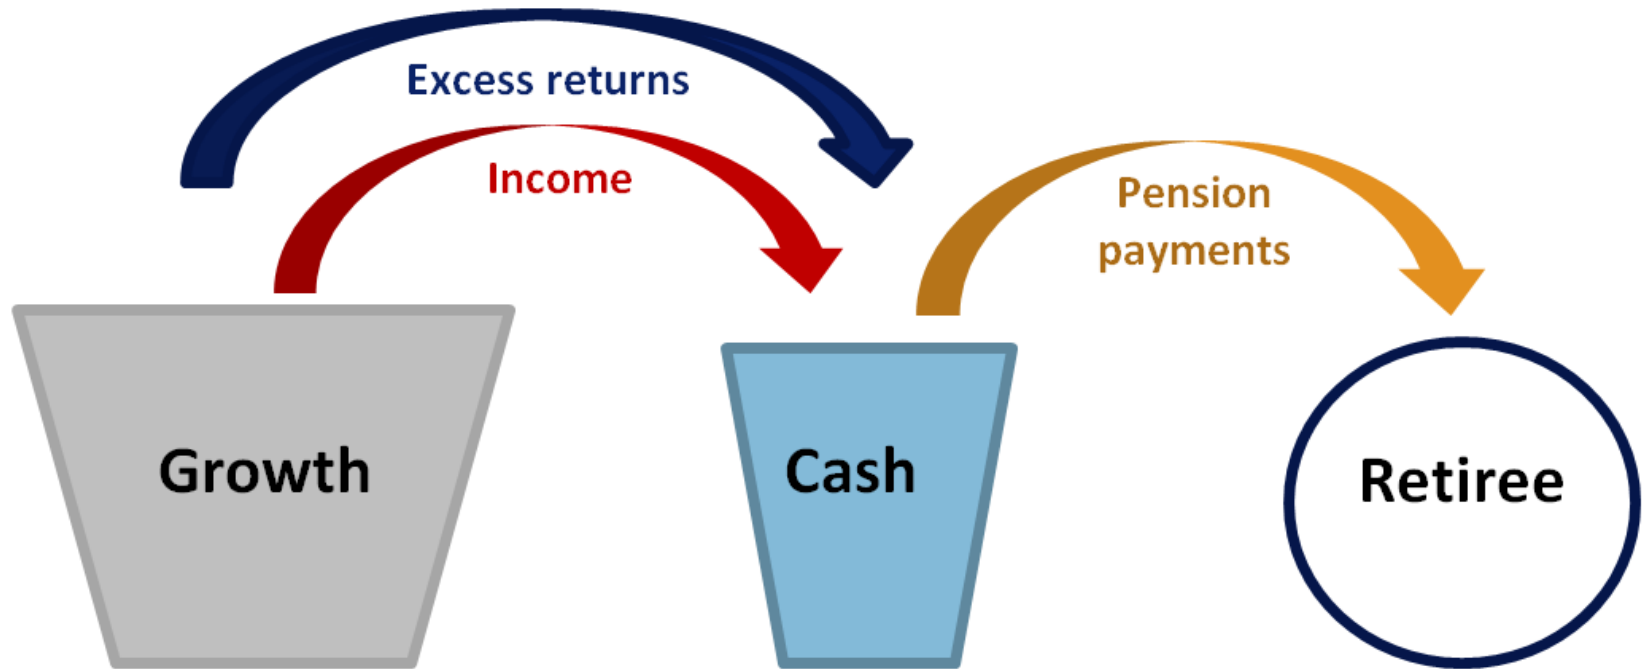 Excess returns
Income
Pension
payments
Growth
Cash
Retiree